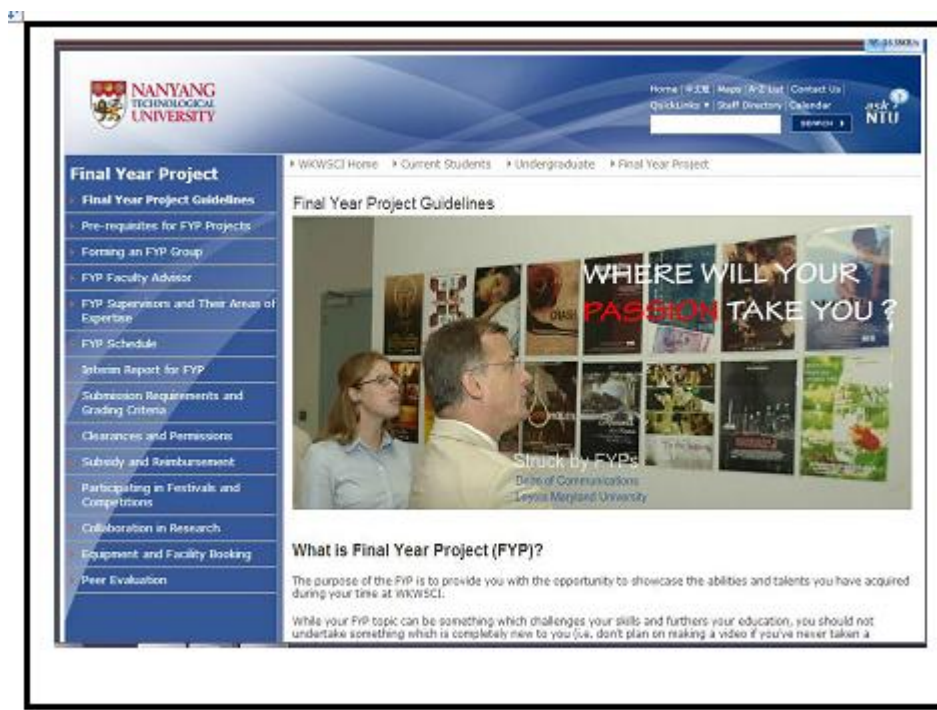 NANYANG
TECHNOLOGICAL
UNIVERSITY
Home | 中文版 | Maps | A-Z List | Contact Us |
QuickLinks ▾ | Staff Directory | Calendar
SEARCH
ask ?
NTU
WKWSCI Home Current Students Undergraduate Final Year Project
Final Year Project
Final Year Project Guidelines
Pre-requisites for FYP Projects
Forming an FYP Group
FYP Faculty Advisor
FYP Supervisors and Their Areas of
Expertise
FYP Schedule
Interim Report for FYP
Submission Requirements and
Grading Criteria
Clearances and Permissions
Subsidy and Reimbursement
Participating in Festivals and
Competitions
Collaboration in Research
Equipment and Facility Booking
Peer Evaluation
Final Year Project Guidelines
WHERE WILL YOUR
PASSION TAKE YOU ?
CRASH
Struck by FYPs
Dean of Communications
Loyola Maryland University
What is Final Year Project (FYP)?
The purpose of the FYP is to provide you with the opportunity to showcase the abilities and talents you have acquired
during your time at WKWSCI.
While your FYP topic can be something which challenges your skills and furthers your education, you should not
undertake something which is completely new to you (i.e. don't plan on making a video if you've never taken a